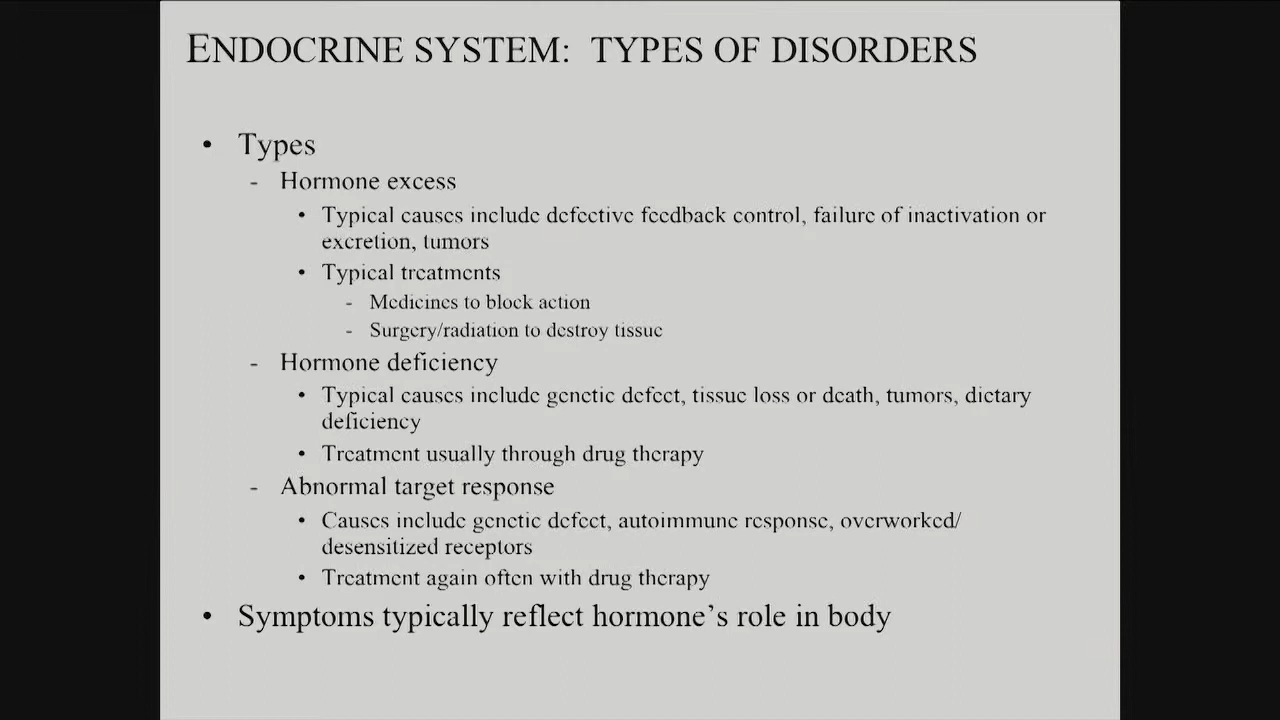 ENDOCRINE SYSTEM: TYPES OF DISORDERS
• Types
- Hormone excess
• Typical causes include defective feedback control, failure of inactivation or
excretion, tumors
• Typical treatments
- Medicines to block action
- Surgery/radiation to destroy tissue
- Hormone deficiency
• Typical causes include genetic defect, tissue loss or death, tumors, dietary
deficiency
• Treatment usually through drug therapy
- Abnormal target response
• Causes include genetic defect, autoimmune response, overworked/
desensitized receptors
• Treatment again often with drug therapy
• Symptoms typically reflect hormone’s role in body